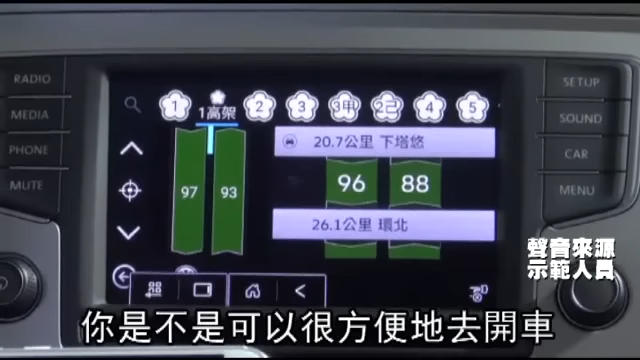 RADIO
MEDIA
PHONE
MUTE
SETUP
SOUND
CAR
MENU
1 1高架 2 3 3甲 2己 4 5
20.7公里 下塔悠
97 93 96 88
26.1公里 環北
聲音來源
示範人員
你是不是可以很方便地去開車